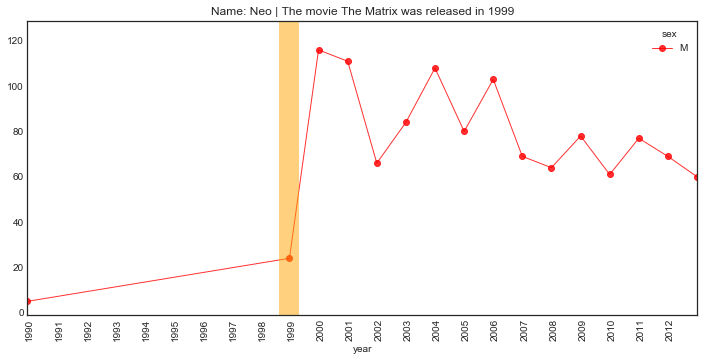 Name: Neo | The movie The Matrix was released in 1999
sex
M
120
100
80
60
40
20
0
1990 1991 1992 1993 1994 1995 1996 1997 1998 1999 2000 2001 2002 2003 2004 2005 2006 2007 2008 2009 2010 2011 2012
year